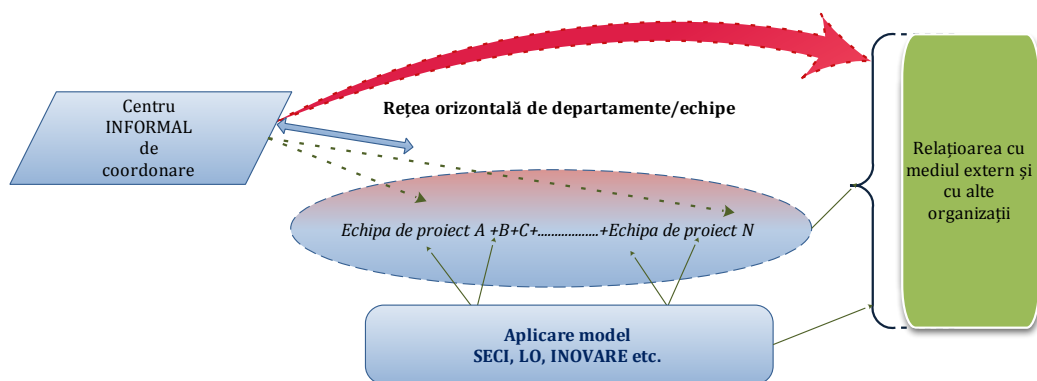 Centru
INFORMAL
de
coordonare
Rețea orizontală de departamente/echipe
Relațioarea cu
mediul extern și
cu alte
organizații
Echipa de proiect A +B+C+..................+Echipa de proiect N
Aplicare model
SECI, LO, INOVARE etc.